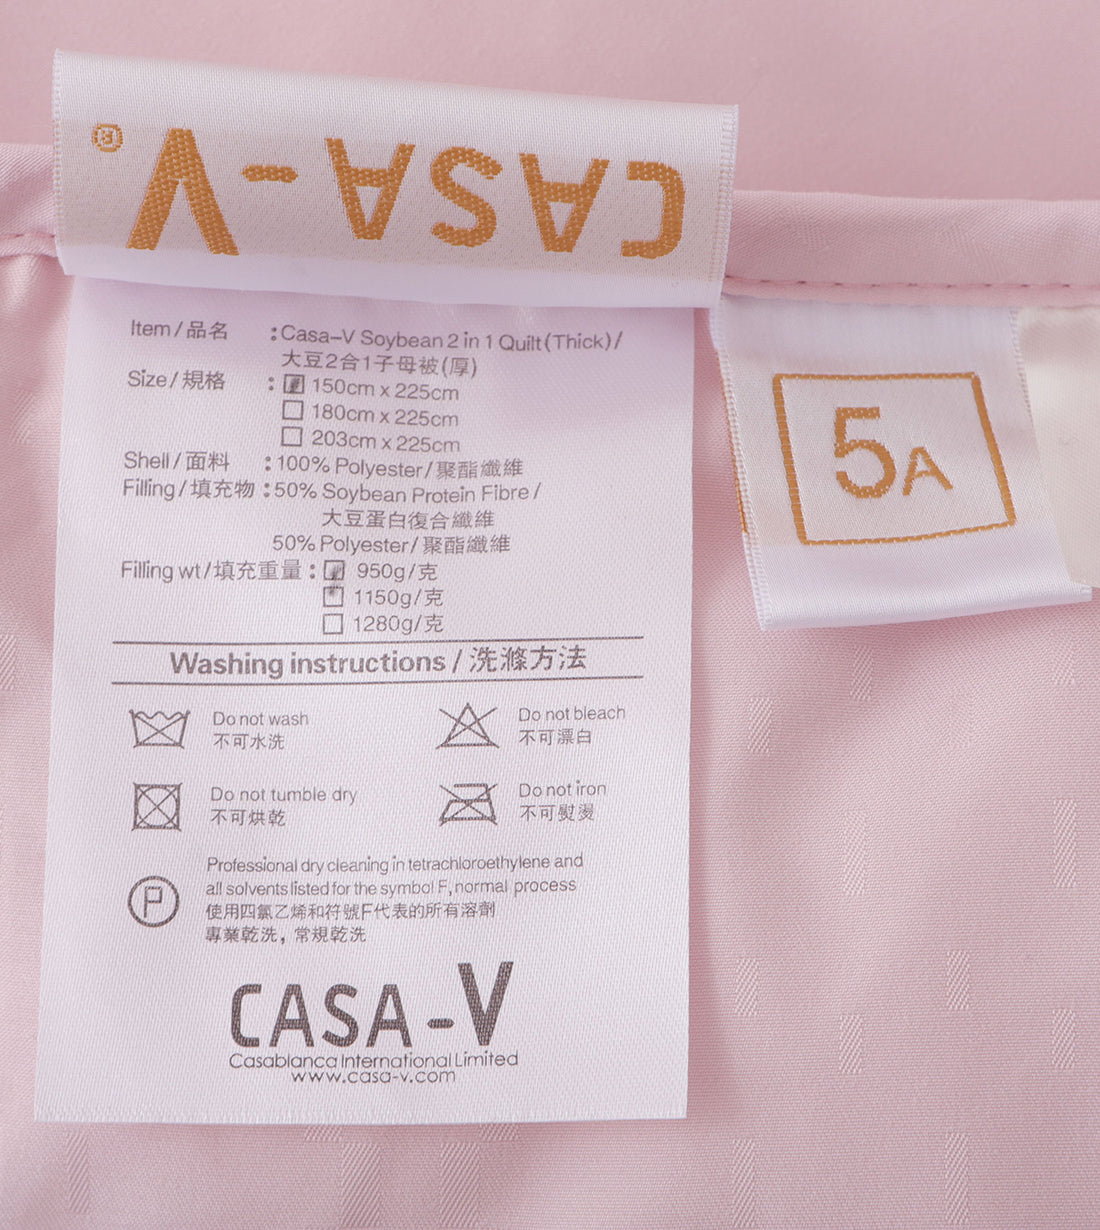 CASA-V®
Item/品名 :Casa-V Soybean 2 in 1 Quilt(Thick)/
大豆2合1子母被(厚)
Size/規格 : 150cm x 225cm
180cm x 225cm
203cm x 225cm
Shell/面料 :100% Polyester/聚酯纖維
Filling/填充物 :50% Soybean Protein Fibre/
大豆蛋白復合纖維
50% Polyester/聚酯纖維
Filling wt/填充重量 : 950g/克
1150g/克
1280g/克
5A
Washing instructions / 洗滌方法
Do not wash
不可水洗
Do not bleach
不可漂白
Do not tumble dry
不可烘乾
Do not iron
不可熨燙
P
Professional dry cleaning in tetrachloroethylene and
all solvents listed for the symbol F, normal process
使用四氯乙烯和符號F代表的所有溶劑
專業乾洗，常規乾洗
CASA-V
Casablanca International Limited
www.casa-v.com